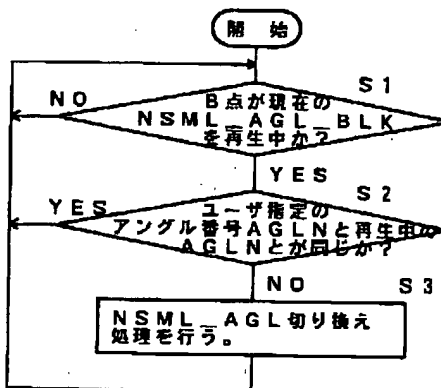 開 始
S1
NO
B点が現在の
NSML_AGL_BLK
を再生中か?
YES
S2
YES
ユーザ指定の
アングル番号AGLNと再生中の
AGLNとが同じか?
NO
S3
NSML_AGL切り換え
処理を行う。